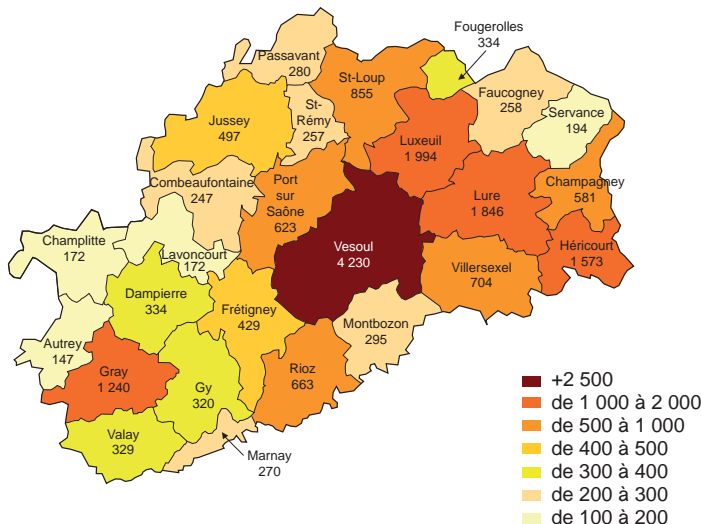 Fougerolles
334
Passavant
280
St-Loup
855
Faucogney
258
Servance
194
St-
Rémy
257
Jussey
497
Luxeuil
1 994
Combeaufontaine
247
Port
sur
Saône
623
Lure
1 846
Champagney
581
Champlitte
172
Lavoncourt
172
Vesoul
4 230
Héricourt
1 573
Villersexel
704
Dampierre
334
Frétigney
429
Montbozon
295
Autrey
147
Gray
1 240
Gy
320
Rioz
663
Valay
329
Marnay
270
+2 500
de 1 000 à 2 000
de 500 à 1 000
de 400 à 500
de 300 à 400
de 200 à 300
de 100 à 200